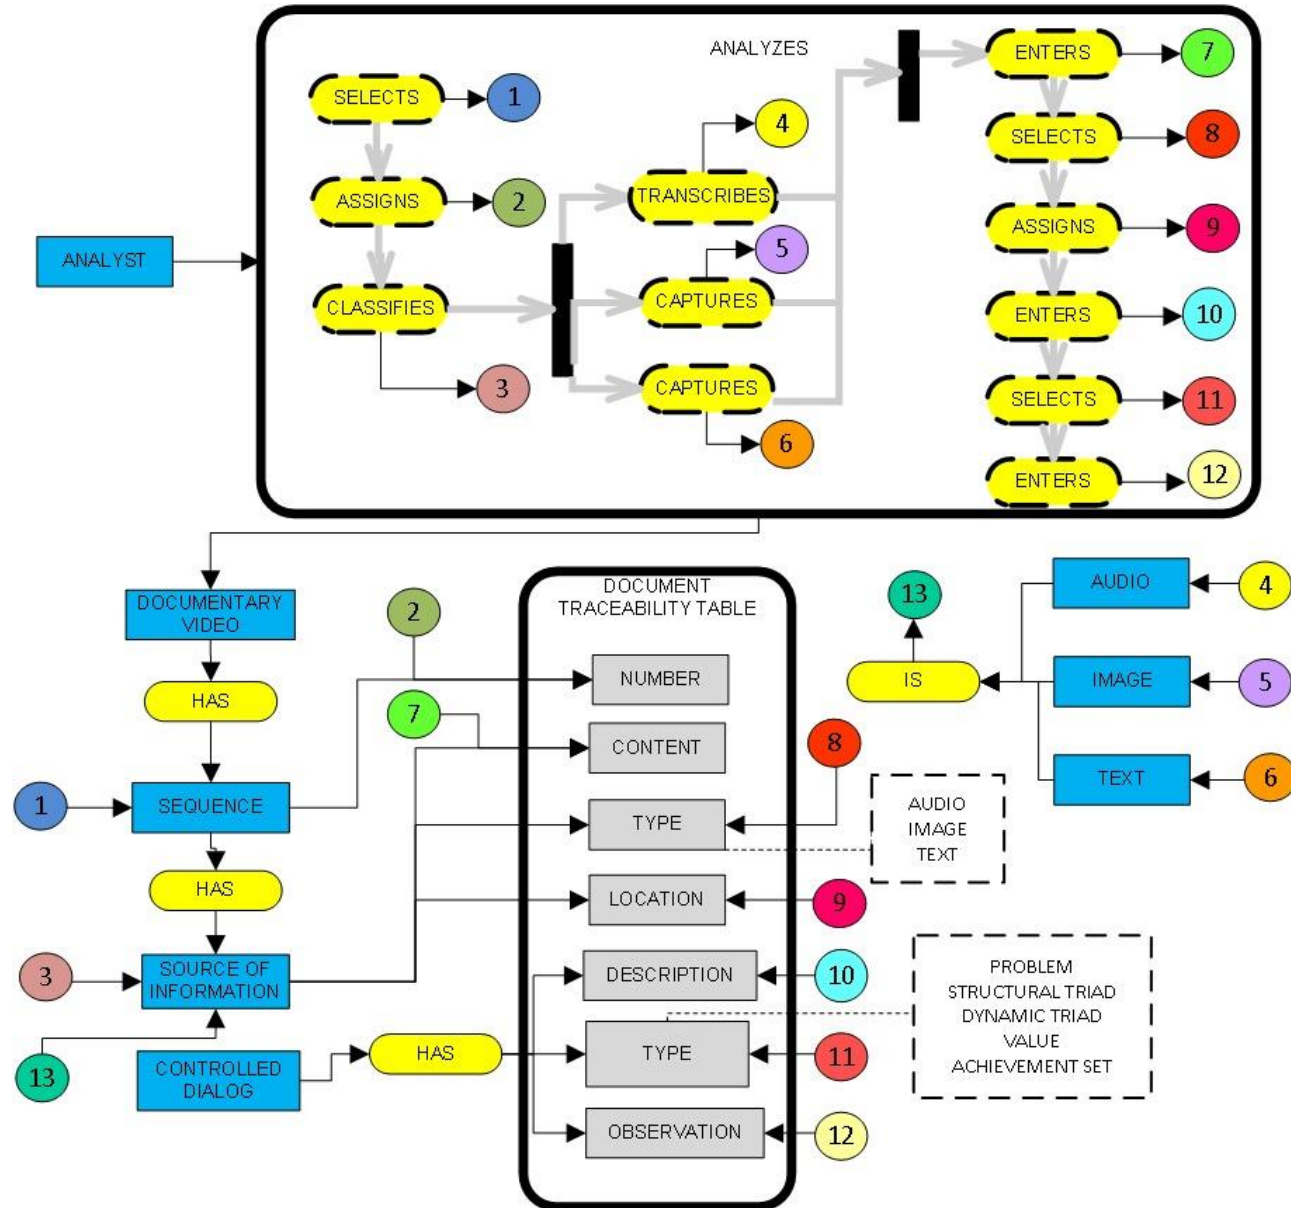 ANALYZES
ENTERS
7
SELECTS
1
4
SELECTS
8
ASSIGNS
2
TRANSCRIBES
ASSIGNS
9
ANALYST
5
CLASSIFIES
CAPTURES
ENTERS
10
3
CAPTURES
SELECTS
11
6
ENTERS
12
DOCUMENTARY
VIDEO
HAS
1
SEQUENCE
HAS
3
SOURCE OF
INFORMATION
13
CONTROLLED
DIALOG
HAS
2
7
DOCUMENT
TRACEABILITY TABLE
NUMBER
CONTENT
TYPE
LOCATION
DESCRIPTION
TYPE
OBSERVATION
8
9
10
11
12
13
IS
AUDIO
4
IMAGE
5
TEXT
6
AUDIO
IMAGE
TEXT
PROBLEM
STRUCTURAL TRIAD
DYNAMIC TRIAD
VALUE
ACHIEVEMENT SET